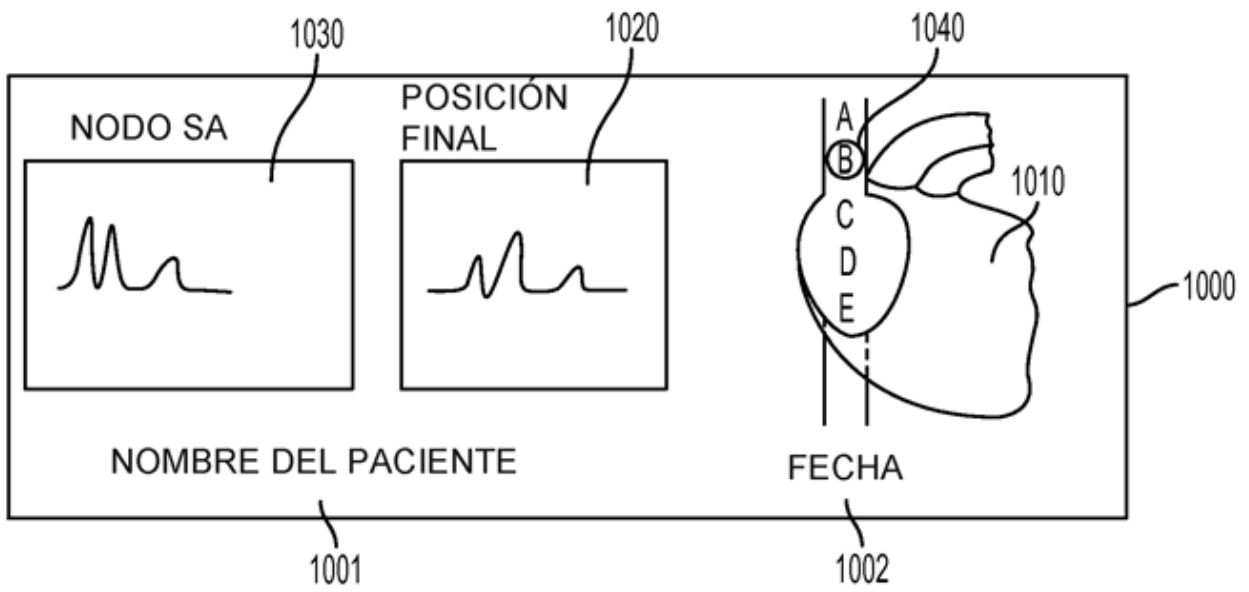 1030
1020
1040
NODO SA
POSICIÓN
FINAL
A
B
C
D
E
1010
1000
NOMBRE DEL PACIENTE
FECHA
1001
1002